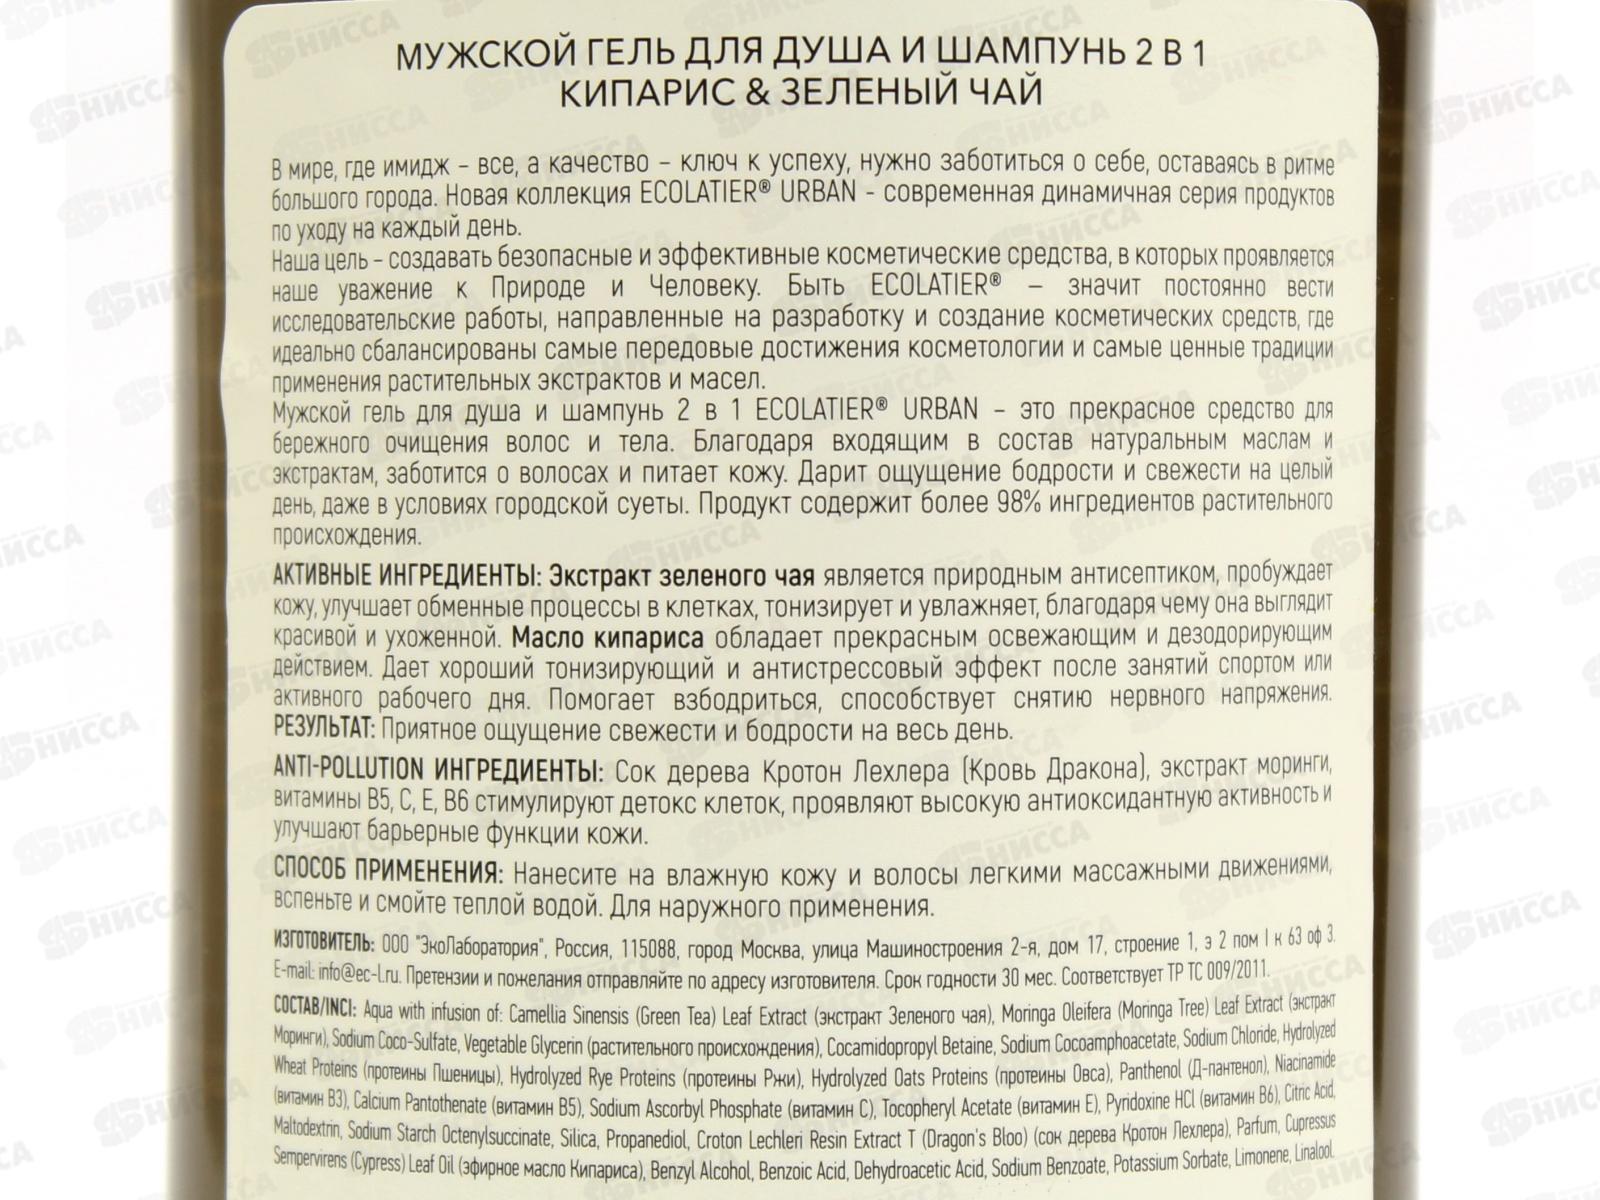 МУЖСКОЙ ГЕЛЬ ДЛЯ ДУША И ШАМПУНЬ 2 В 1
КИПАРИС & ЗЕЛЕНЫЙ ЧАЙ
В мире, где имидж – все, а качество – ключ к успеху, нужно заботиться о себе, оставаясь в ритме
большого города. Новая коллекция ECOLATIER® URBAN - современная динамичная серия продуктов
по уходу на каждый день.
Наша цель – создавать безопасные и эффективные косметические средства, в которых проявляется
наше уважение к Природе и Человеку. Быть ECOLATIER® – значит постоянно вести
исследовательские работы, направленные на разработку и создание косметических средств, где
идеально сбалансированы самые передовые достижения косметологии и самые ценные традиции
применения растительных экстрактов и масел.
Мужской гель для душа и шампунь 2 в 1 ECOLATIER® URBAN – это прекрасное средство для
бережного очищения волос и тела. Благодаря входящим в состав натуральным маслам и
экстрактам, заботится о волосах и питает кожу. Дарит ощущение бодрости и свежести на целый
день, даже в условиях городской суеты. Продукт содержит более 98% ингредиентов растительного
происхождения.
АКТИВНЫЕ ИНГРЕДИЕНТЫ: Экстракт зеленого чая является природным антисептиком, пробуждает
кожу, улучшает обменные процессы в клетках, тонизирует и увлажняет, благодаря чему она выглядит
красивой и ухоженной. Масло кипариса обладает прекрасным освежающим и дезодорирующим
действием. Дает хороший тонизирующий и антистрессовый эффект после занятий спортом или
активного рабочего дня. Помогает взбодриться, способствует снятию нервного напряжения.
РЕЗУЛЬТАТ: Приятное ощущение свежести и бодрости на весь день.
ANTI-POLLUTION ИНГРЕДИЕНТЫ: Сок дерева Кротон Лехлера (Кровь Дракона), экстракт моринги,
витамины B5, C, E, B6 стимулируют детокс клеток, проявляют высокую антиоксидантную активность и
улучшают барьерные функции кожи.
СПОСОБ ПРИМЕНЕНИЯ: Нанесите на влажную кожу и волосы легкими массажными движениями,
вспеньте и смойте теплой водой. Для наружного применения.
ИЗГОТОВИТЕЛЬ: ООО "ЭкоЛаборатория", Россия, 115088, город Москва, улица Машиностроения 2-я, дом 17, строение 1, э 2 пом I к 63 оф 3.
E-mail: info@ec-l.ru. Претензии и пожелания отправляйте по адресу изготовителя. Срок годности 30 мес. Соответствует ТР ТС 009/2011.
СОСТАВ/INCI: Aqua with infusion of: Camellia Sinensis (Green Tea) Leaf Extract (экстракт Зеленого чая), Moringa Oleifera (Moringa Tree) Leaf Extract (экстракт
Моринги), Sodium Coco-Sulfate, Vegetable Glycerin (растительного происхождения), Cocamidopropyl Betaine, Sodium Cocoamphoacetate, Sodium Chloride, Hydrolyzed
Wheat Proteins (протеины Пшеницы), Hydrolyzed Rye Proteins (протеины Ржи), Hydrolyzed Oats Proteins (протеины Овса), Panthenol (Д-пантенол), Niacinamide
(витамин B3), Calcium Pantothenate (витамин B5), Sodium Ascorbyl Phosphate (витамин C), Tocopheryl Acetate (витамин E), Pyridoxine HCl (витамин B6), Citric Acid,
Maltodextrin, Sodium Starch Octenylsuccinate, Silica, Propanediol, Croton Lechleri Resin Extract T (Dragon's Bloo) (сок дерева Кротон Лехлера), Parfum, Cupressus
Sempervirens (Cypress) Leaf Oil (эфирное масло Кипариса), Benzyl Alcohol, Benzoic Acid, Dehydroacetic Acid, Sodium Benzoate, Potassium Sorbate, Limonene, Linalool.